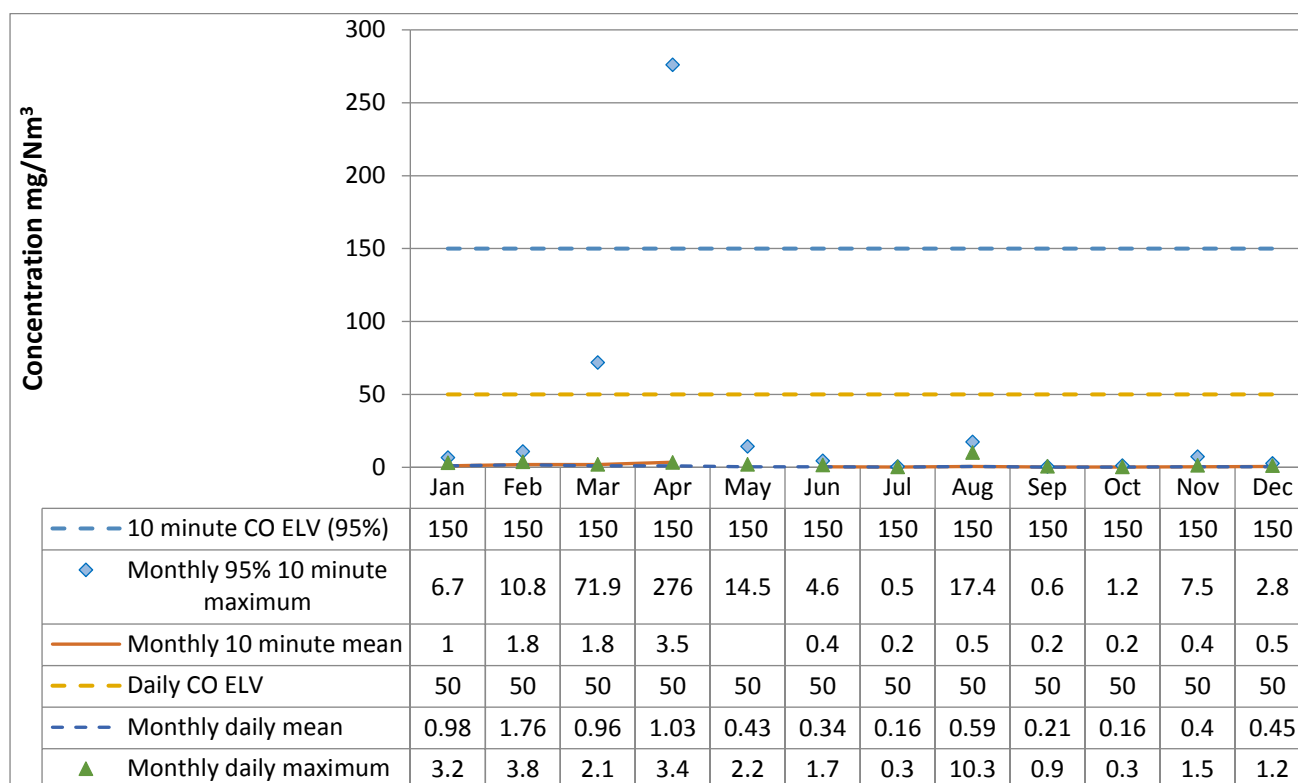 300
250
200
150
100
50
0
Concentration mg/Nm³
Jan Feb Mar Apr May Jun Jul Aug Sep Oct Nov Dec
10 minute CO ELV (95%) 150 150 150 150 150 150 150 150 150 150 150 150
Monthly 95% 10 minute
maximum 6.7 10.8 71.9 276 14.5 4.6 0.5 17.4 0.6 1.2 7.5 2.8
Monthly 10 minute mean 1 1.8 1.8 3.5 0.4 0.2 0.5 0.2 0.2 0.4 0.5
Daily CO ELV 50 50 50 50 50 50 50 50 50 50 50 50
Monthly daily mean 0.98 1.76 0.96 1.03 0.43 0.34 0.16 0.59 0.21 0.16 0.4 0.45
Monthly daily maximum 3.2 3.8 2.1 3.4 2.2 1.7 0.3 10.3 0.9 0.3 1.5 1.2